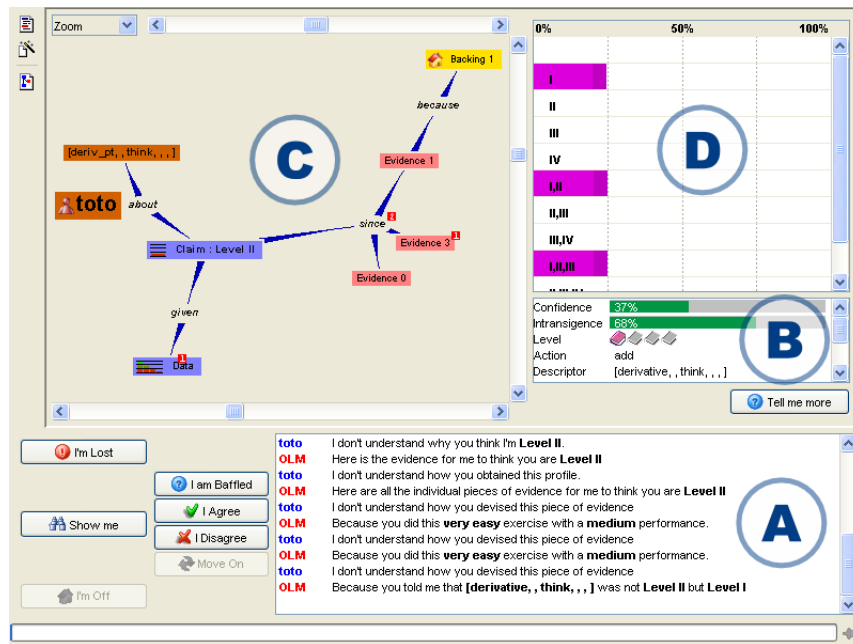 Zoom
Backing 1
because
[deriv_pt, , think, , , ]
Evidence 1
toto
about
since
2
Claim : Level II
Evidence 3
1
Evidence 0
given
1
Data
C
0% 50% 100%
I
II
III
IV
I,II
II,III
III,IV
I,II,III
D
Confidence 37%
Intransigence 68%
Level
Action add
Descriptor [derivative, , think, , , ]
B
Tell me more
I'm Lost
I am Baffled
Show me
I Agree
I Disagree
Move On
I'm Off
toto I don't understand why you think I'm Level II.
OLM Here is the evidence for me to think you are Level II
toto I don't understand how you obtained this profile.
OLM Here are all the individual pieces of evidence for me to think you are Level II
toto I don't understand how you devised this piece of evidence
OLM Because you did this very easy exercise with a medium performance.
toto I don't understand how you devised this piece of evidence
OLM Because you did this very easy exercise with a medium performance.
toto I don't understand how you devised this piece of evidence
OLM Because you told me that [derivative, , think, , , ] was not Level II but Level I
A